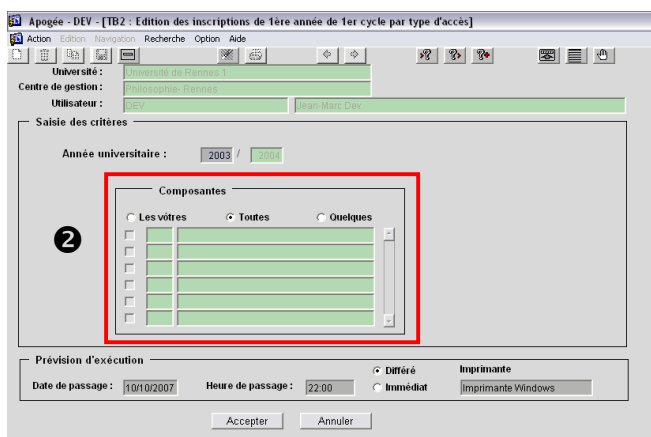 Apogée - DEV - [TB2 : Edition des inscriptions de 1ère année de 1er cycle par type d'accès]
Action Edition Navigation Recherche Option Aide
Université : Université de Rennes 1
Centre de gestion : Philosophie- Rennes
Utilisateur : DEV Jean-Marc Dev
Saisie des critères
Année universitaire : 2003 / 2004
Composantes
Les vôtres Toutes Quelques
2
Prévision d'exécution
Différé Imprimante
Date de passage : 10/10/2007 Heure de passage : 22:00 Immédiat Imprimante Windows
Accepter Annuler